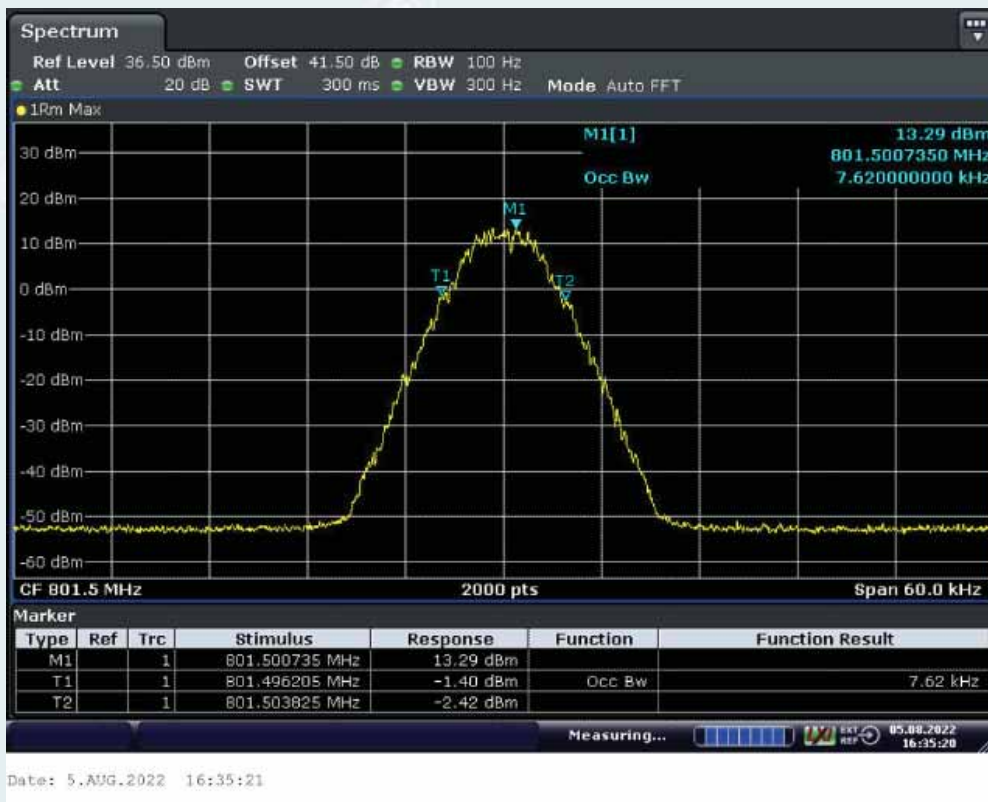 Spectrum
Ref Level 36.50 dBm Offset 41.50 dB RBW 100 Hz
Att 20 dB SWT 300 ms VBW 300 Hz Mode Auto FFT
1Rm Max
M1[1] 13.29 dBm
801.5007350 MHz
Occ Bw 7.620000000 kHz
30 dBm
20 dBm
M1
10 dBm
T1
T2
0 dBm
-10 dBm
-20 dBm
-30 dBm
-40 dBm
-50 dBm
-60 dBm
CF 801.5 MHz 2000 pts Span 60.0 kHz
Marker
Type Ref Trc Stimulus Response Function Function Result
M1 1 801.500735 MHz 13.29 dBm
T1 1 801.496205 MHz -1.40 dBm Occ Bw 7.62 kHz
T2 1 801.503825 MHz -2.42 dBm
Measuring... LXI EXT REF 05.08.2022
16:35:20
Date: 5.AUG.2022 16:35:21